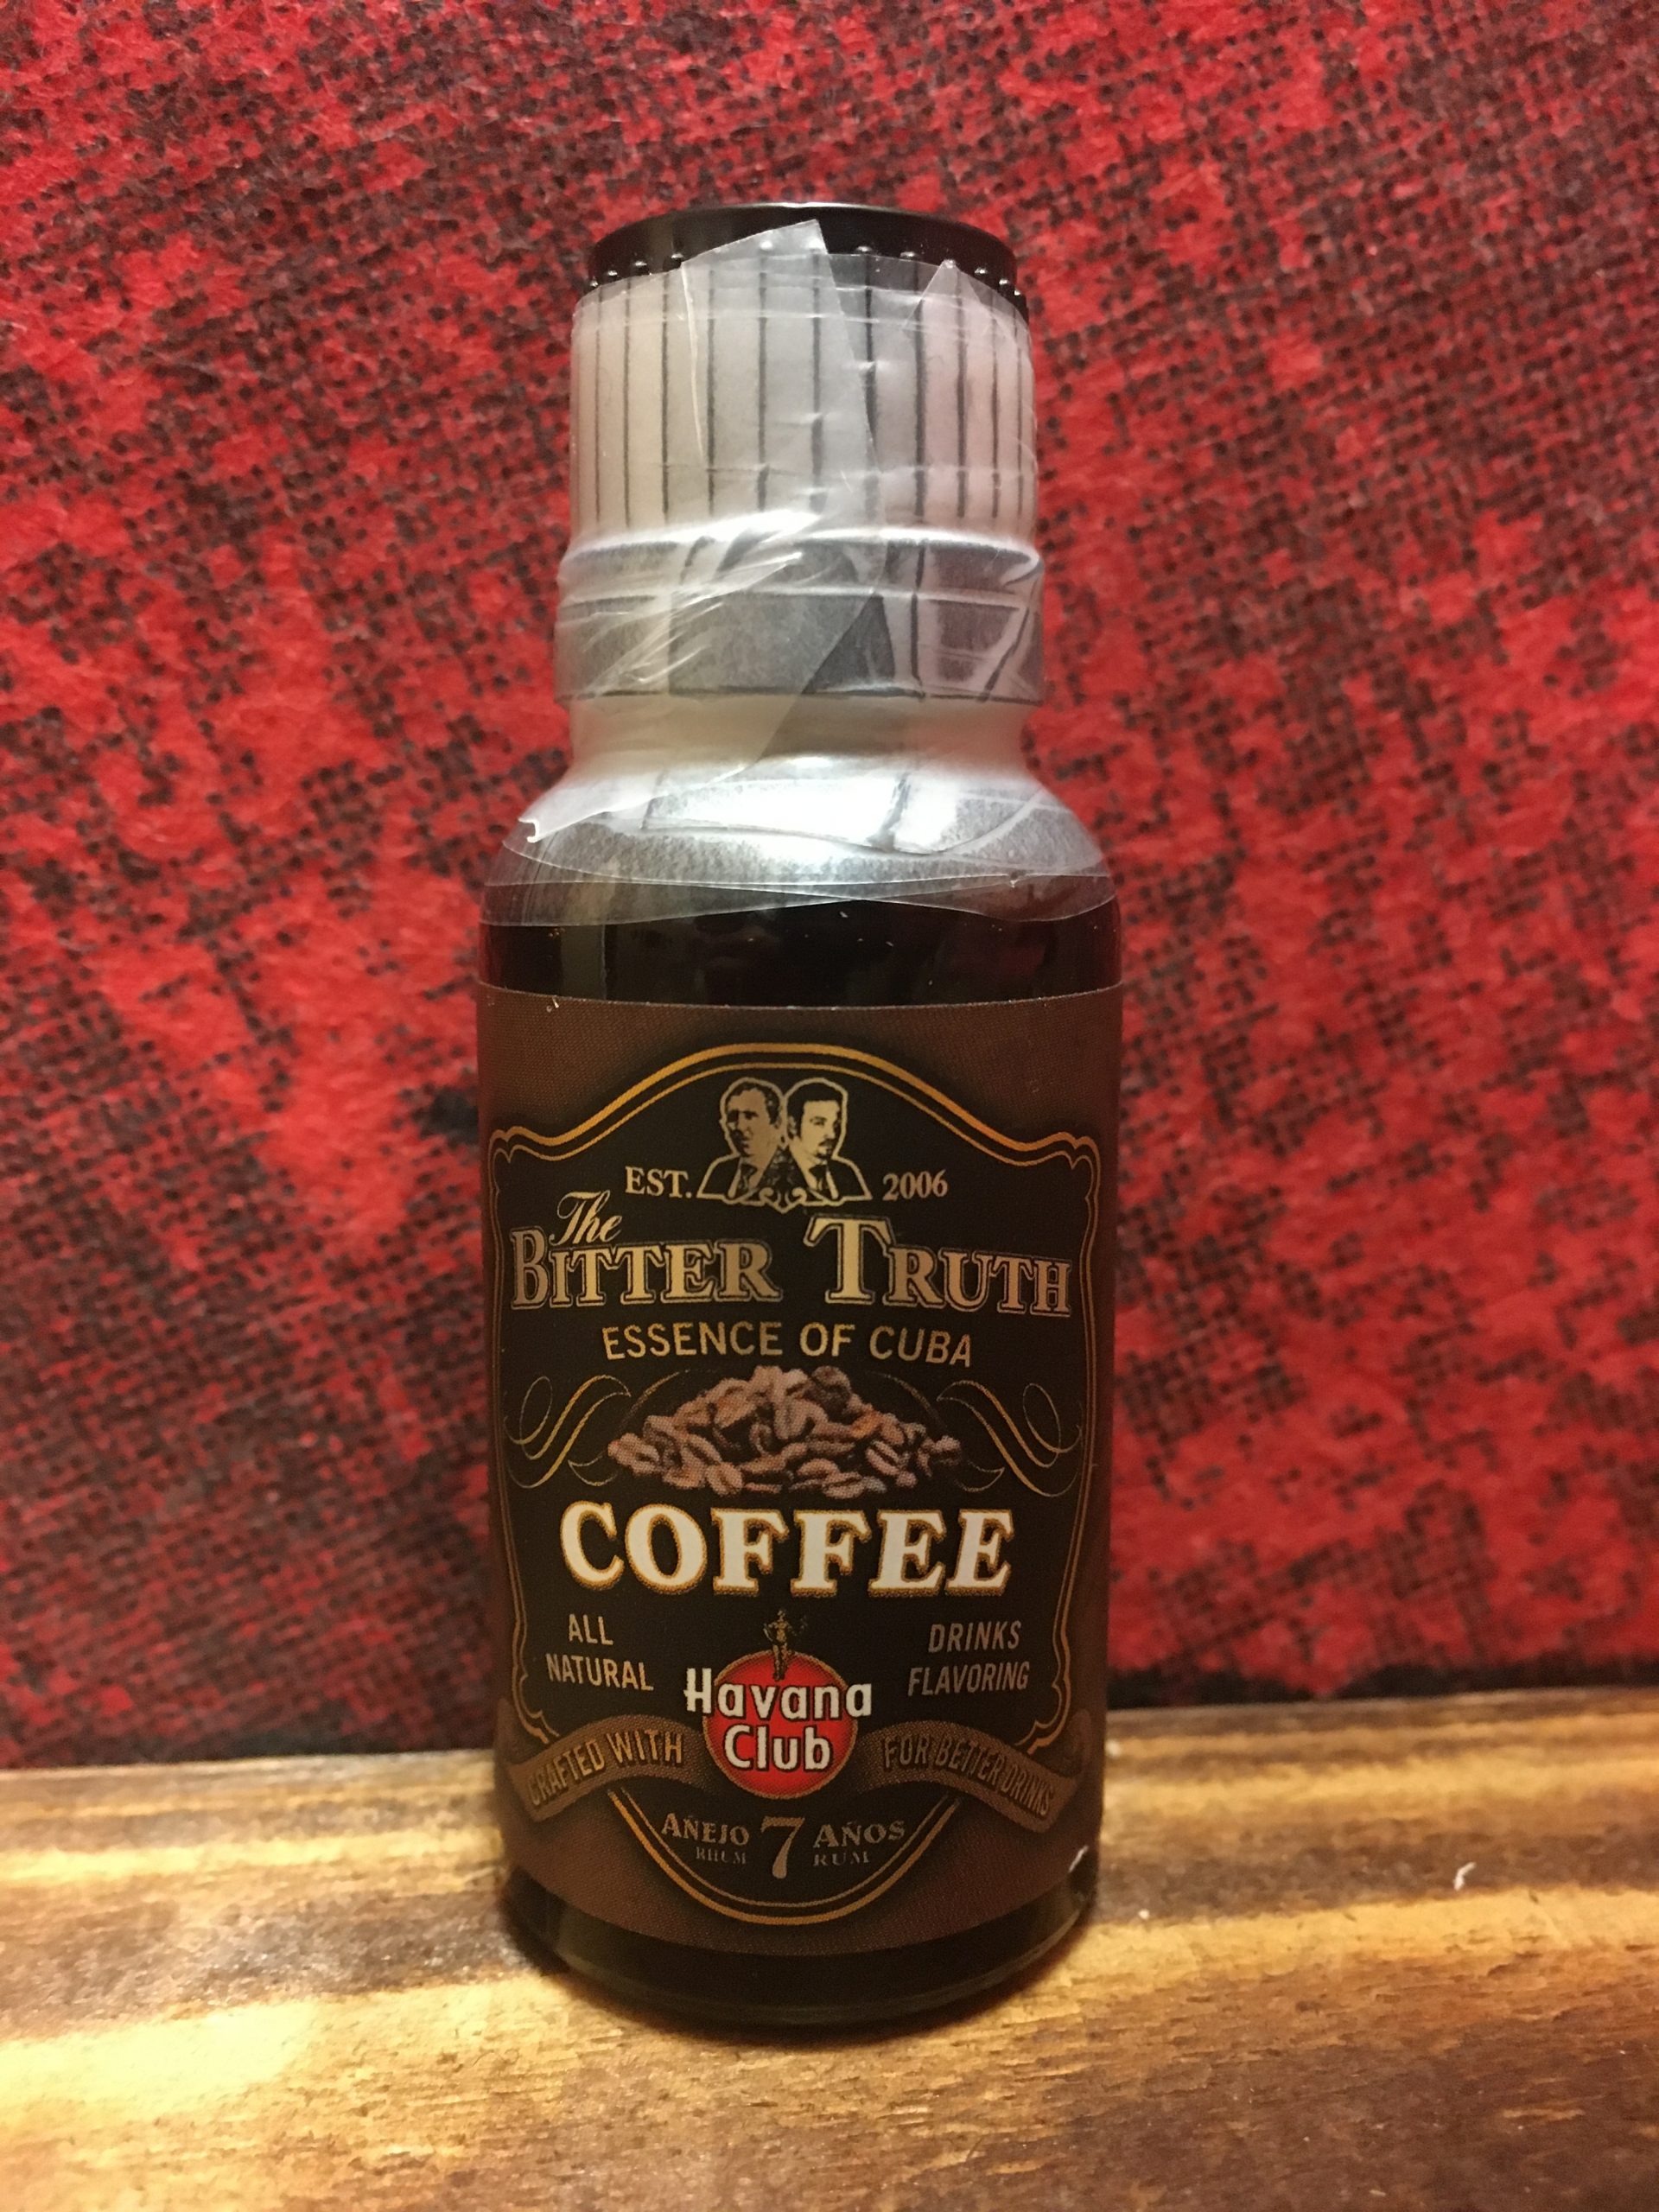 EST. 2006
The
BITTER TRUTH
ESSENCE OF CUBA
COFFEE
ALL
NATURAL
DRINKS
FLAVORING
Havana
Club
CRAFTED WITH
FOR BETTER DRINKS
AÑEJO 7 AÑOS
RHUM RUM